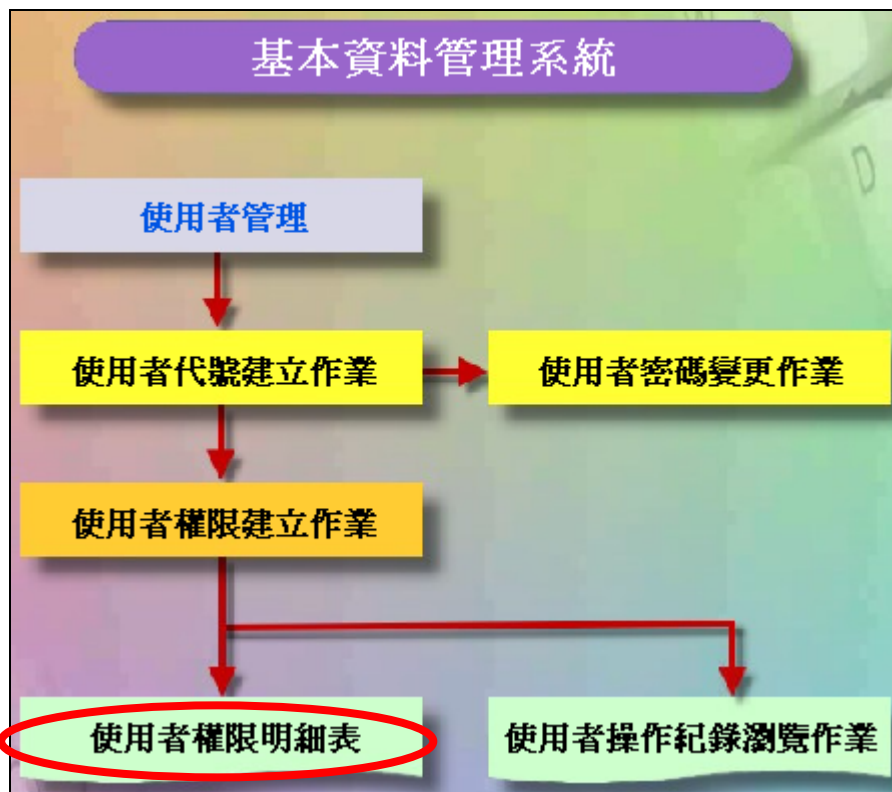 基本資料管理系統
使用者管理
使用者代號建立作業
使用者密碼變更作業
使用者權限建立作業
使用者權限明細表
使用者操作紀錄瀏覽作業
D